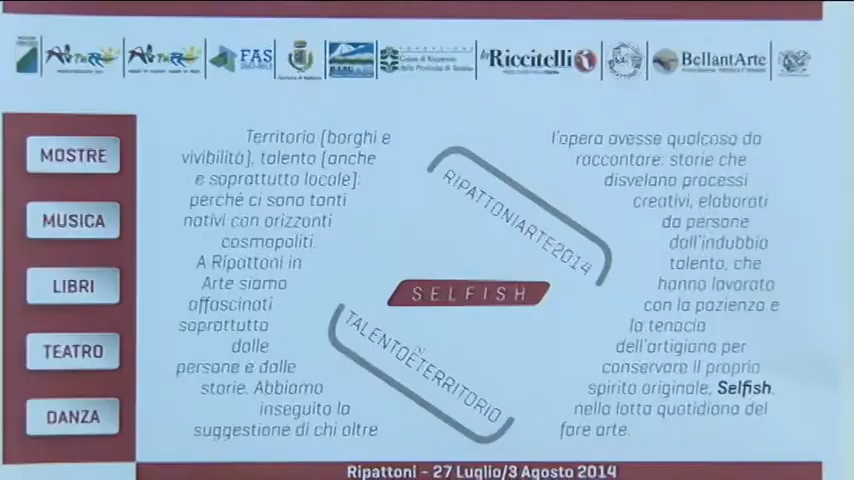 FAS
Riccitelli
BellantArte
MOSTRE
MUSICA
LIBRI
TEATRO
DANZA
Territorio (borghi e
vivibilità), talento (anche
e soprattutto locale):
perché ci sono tanti
nativi con orizzonti
cosmopoliti.
A Ripattoni in
Arte siamo
affascinati
soprattutto
dalle
persone e dalle
storie. Abbiamo
inseguito la
suggestione di chi oltre
RIPATTONIARTE2014
SELFISH
TALENTOÈTERRITORIO
l'opera avesse qualcosa da
raccontare: storie che
disvelano processi
creativi, elaborati
da persone
dall'indubbio
talento, che
hanno lavorato
con la pazienza e
la tenacia
dell'artigiano per
conservare il proprio
spirito originale, Selfish,
nella lotta quotidiana del
fare arte.
Ripattoni - 27 Luglio/3 Agosto 2014